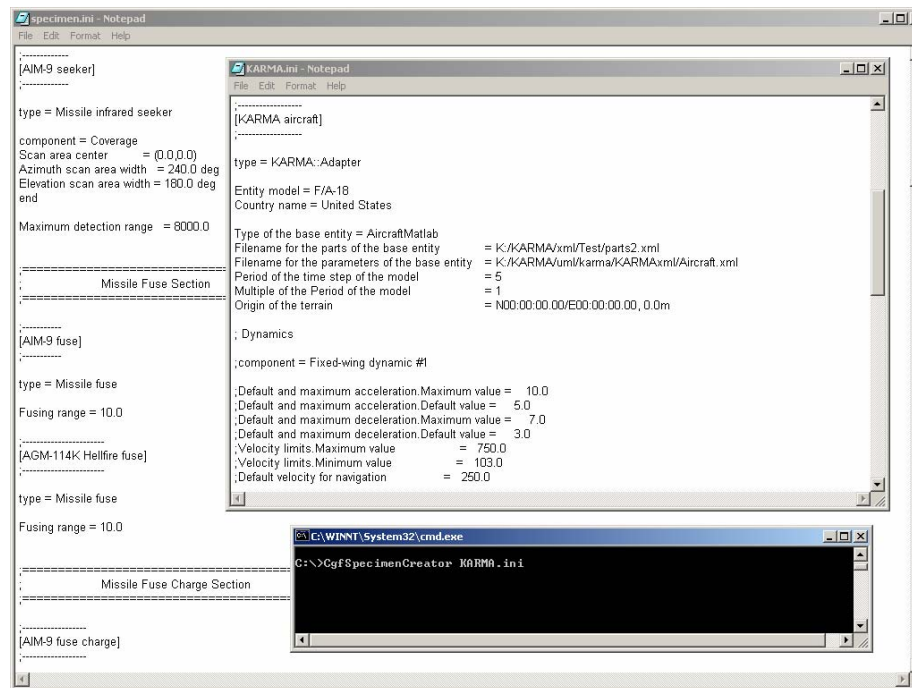 specimen.ini - Notepad
File Edit Format Help
;-------------
[AIM-9 seeker]
;-------------
type = Missile infrared seeker
component = Coverage
Scan area center = (0.0,0.0)
Azimuth scan area width = 240.0 deg
Elevation scan area width = 180.0 deg
end
Maximum detection range = 8000.0
; Missile Fuse Section
;-----------
[AIM-9 fuse]
;-----------
type = Missile fuse
Fusing range = 10.0
;----------------------
[AGM-114K Hellfire fuse]
;----------------------
type = Missile fuse
Fusing range = 10.0
; Missile Fuse Charge Section
;-----------------
[AIM-9 fuse charge]
;-----------------
KARMA.ini - Notepad
File Edit Format Help
;------------------
[KARMA aircraft]
;------------------
type = KARMA::Adapter
Entity model = F/A-18
Country name = United States
Type of the base entity = AircraftMatlab
Filename for the parts of the base entity = K:/KARMA/xml/Test/parts2.xml
Filename for the parameters of the base entity = K:/KARMA/uml/karma/KARMAxml/Aircraft.xml
Period of the time step of the model = 5
Multiple of the Period of the model = 1
Origin of the terrain = N00:00:00.00/E00:00:00.00, 0.0m
; Dynamics
;component = Fixed-wing dynamic #1
;Default and maximum acceleration.Maximum value = 10.0
;Default and maximum acceleration.Default value = 5.0
;Default and maximum deceleration.Maximum value = 7.0
;Default and maximum deceleration.Default value = 3.0
;Velocity limits.Maximum value = 750.0
;Velocity limits.Minimum value = 103.0
;Default velocity for navigation = 250.0
C:\WINNT\System32\cmd.exe
C:\>CgfSpecimenCreator KARMA.ini